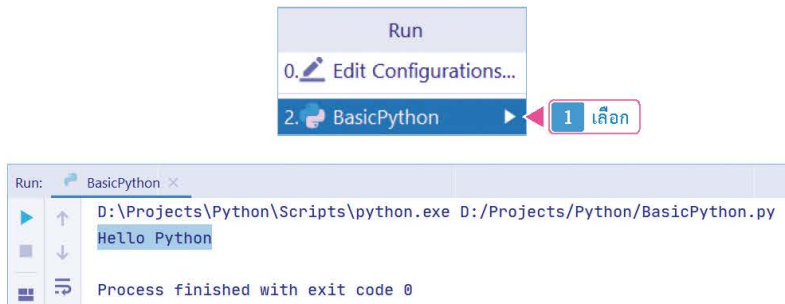 Run
0. Edit Configurations...
2. BasicPython
1 เลือก
Run: BasicPython
D:\Projects\Python\Scripts\python.exe D:/Projects/Python/BasicPython.py
Hello Python
Process finished with exit code 0